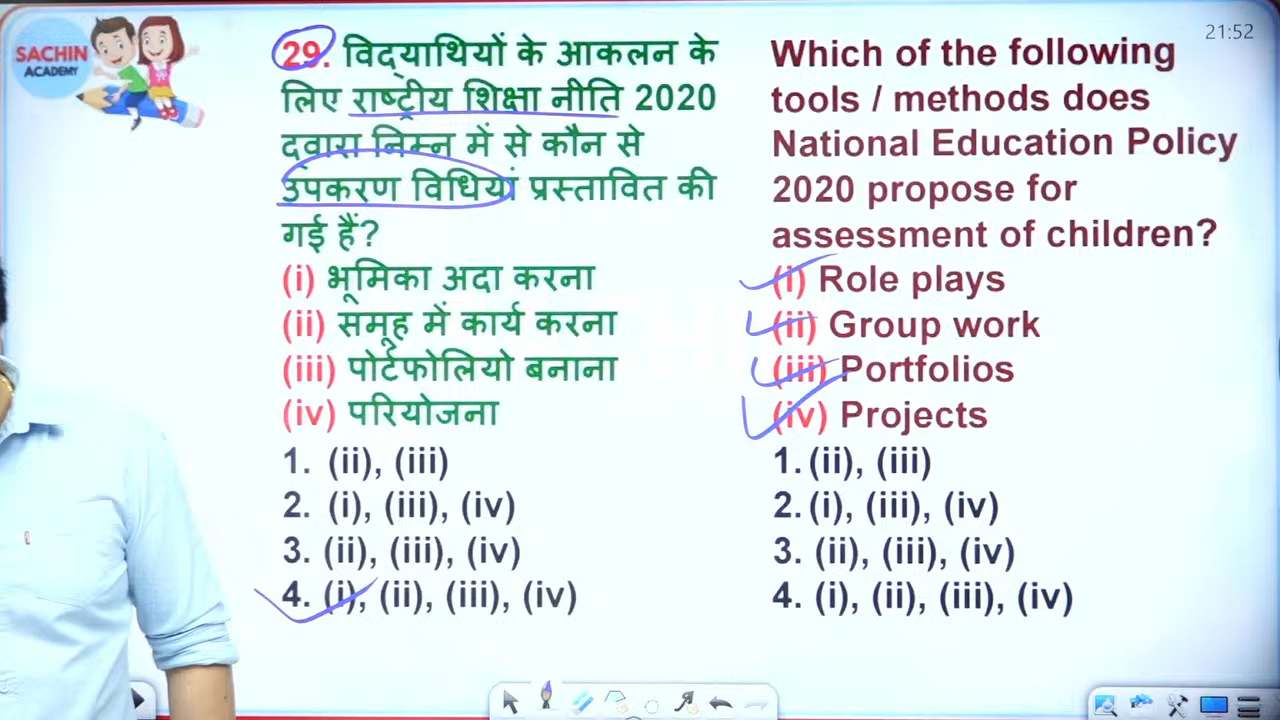 SACHIN
ACADEMY
21:52
29. विद्याथियों के आकलन के
लिए राष्ट्रीय शिक्षा नीति 2020
द्वारा निम्न में से कौन से
उपकरण विधियां प्रस्तावित की
गई हैं?
(i) भूमिका अदा करना
(ii) समूह में कार्य करना
(iii) पोर्टफोलियो बनाना
(iv) परियोजना
1. (ii), (iii)
2. (i), (iii), (iv)
3. (ii), (iii), (iv)
4. (i), (ii), (iii), (iv)
Which of the following
tools / methods does
National Education Policy
2020 propose for
assessment of children?
(i) Role plays
(ii) Group work
(iii) Portfolios
(iv) Projects
1. (ii), (iii)
2. (i), (iii), (iv)
3. (ii), (iii), (iv)
4. (i), (ii), (iii), (iv)